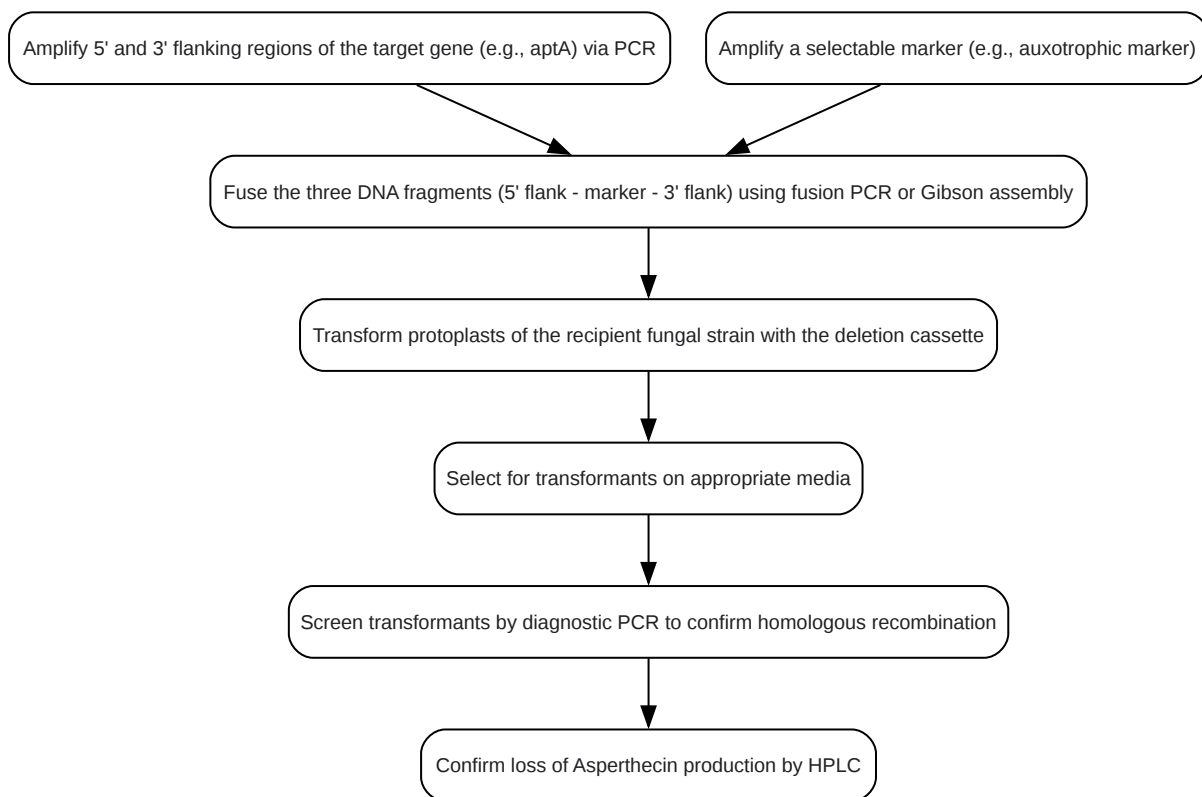 Amplify 5' and 3' flanking regions of the target gene (e.g., aptA) via PCR
Amplify a selectable marker (e.g., auxotrophic marker)
Fuse the three DNA fragments (5' flank - marker - 3' flank) using fusion PCR or Gibson assembly
Transform protoplasts of the recipient fungal strain with the deletion cassette
Select for transformants on appropriate media
Screen transformants by diagnostic PCR to confirm homologous recombination
Confirm loss of Asperthecin production by HPLC